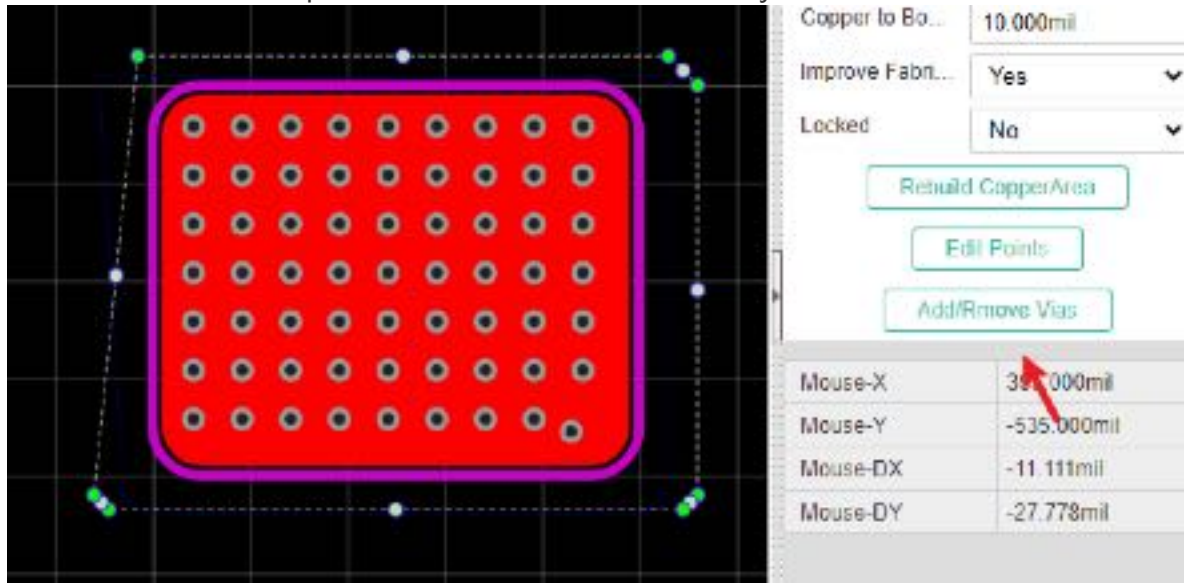 Copper to Bo... 10.000mil
Improve Fabri... Yes
Locked No
Rebuild CopperArea
Edit Points
Add/Rmove Vias
Mouse-X 000mil
Mouse-Y -535.000mil
Mouse-DX -11.111mil
Mouse-DY -27.778mil